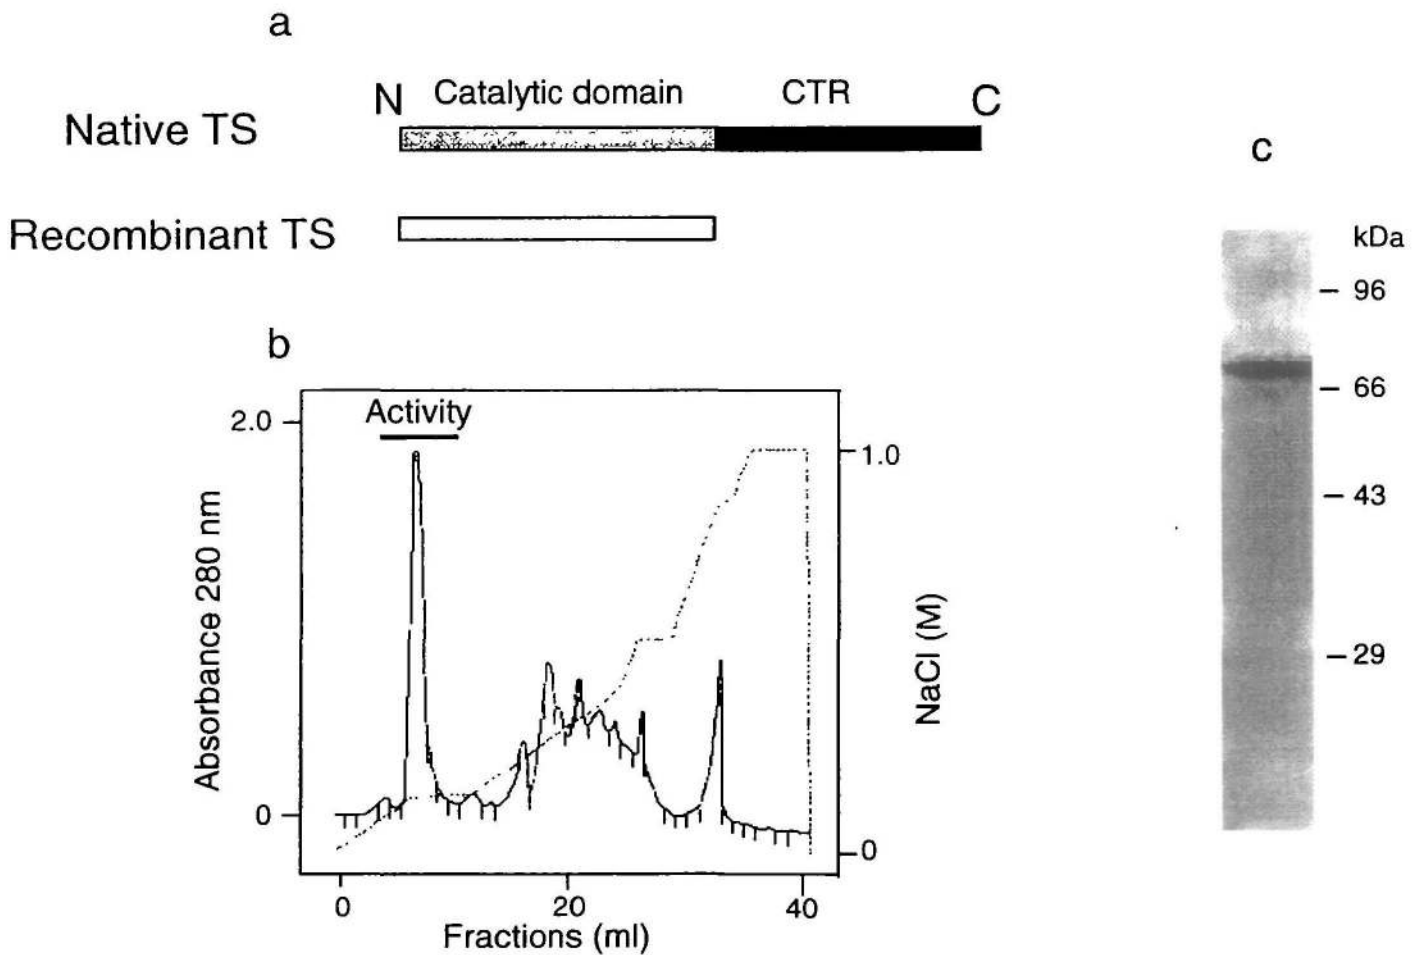 a
N Catalytic domain CTR C
Native TS
Recombinant TS
b
Activity
2.0
0
Absorbance 280 nm
1.0
0
NaCl (M)
0 20 40
Fractions (ml)
c
kDa
96
66
43
29